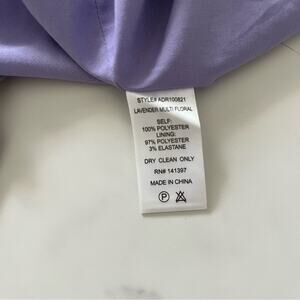 STYLE# ADR100821
LAVENDER MULTI FLORAL
SELF:
100% POLYESTER
LINING:
97% POLYESTER
3% ELASTANE
DRY CLEAN ONLY
RN# 141397
MADE IN CHINA
P